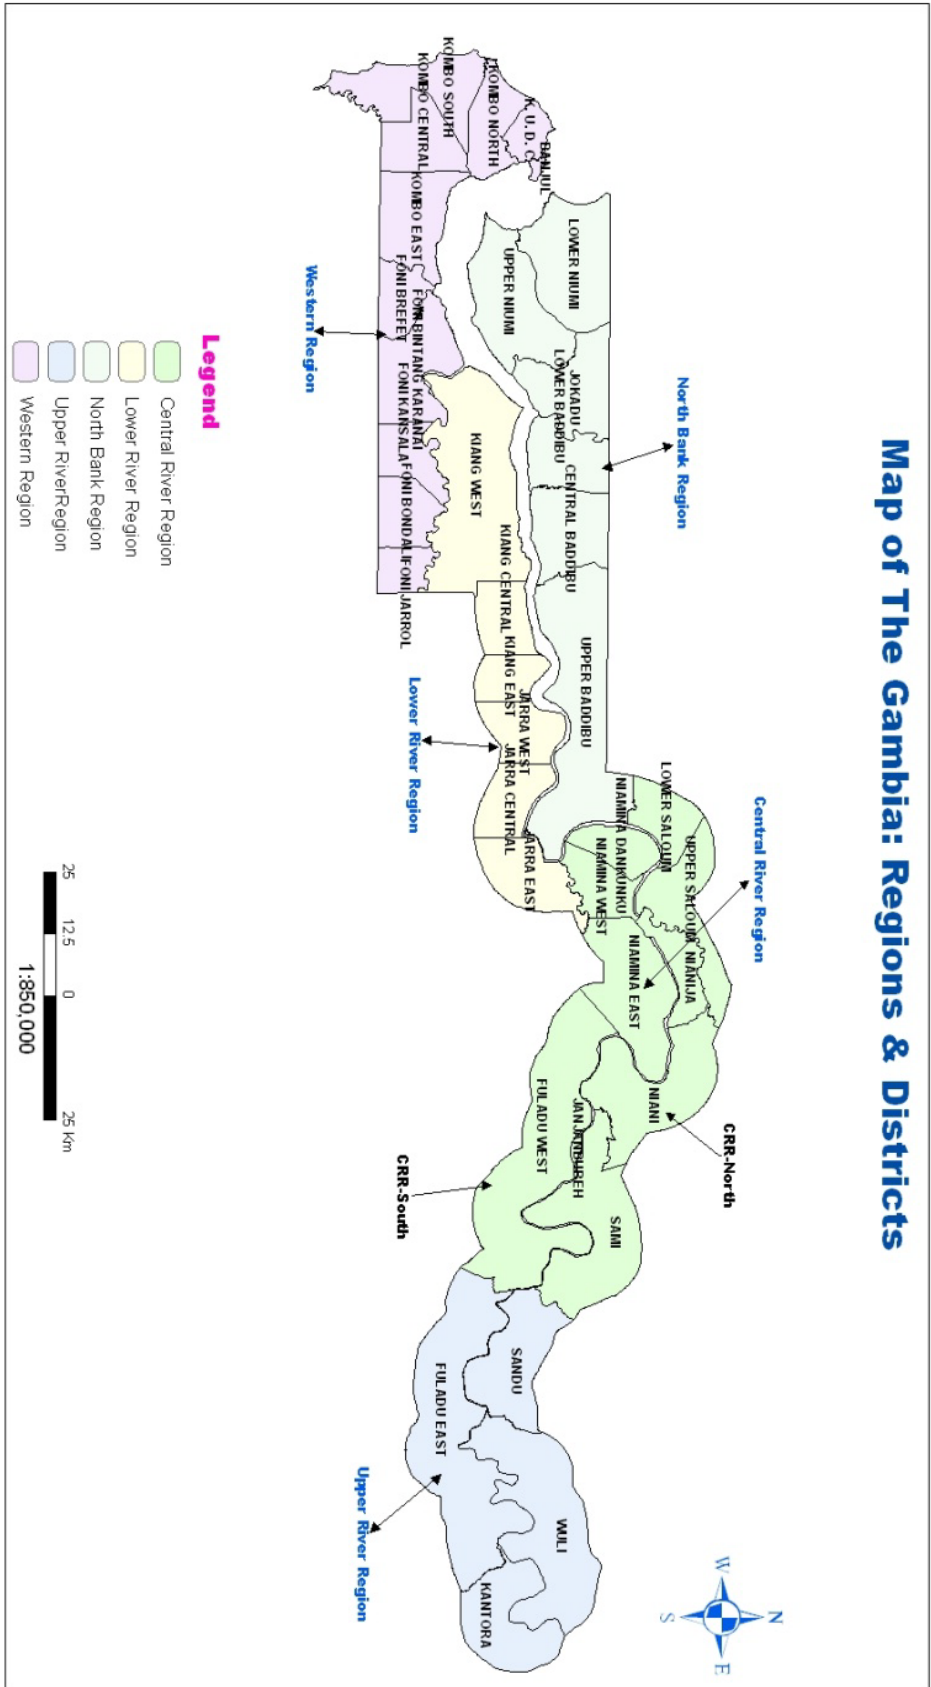 Map of The Gambia: Regions & Districts
N
W
E
S
North Bank Region
Central River Region
CRR-North
BANJUL
K. U. D. C
KOMBO NORTH
KOMBO SOUTH
KOMBO CENTRAL
KOMBO EAST
FONI BREFET
FONI BINTANG KARANAI
FONI KANSALA
FONI BONDALI
FONI JARROL
LOWER NIUMI
UPPER NIUMI
JOKADU
LOWER BADDIBU
CENTRAL BADDIBU
UPPER BADDIBU
KIANG WEST
KIANG CENTRAL
KIANG EAST
JARRA WEST
JARRA CENTRAL
JARRA EAST
LOWER SALOUM
UPPER SALOUM
NIAMINA DANKUNKU
NIAMINA WEST
NIAMINA EAST
NIANIJA
NIANI
JANJANBUREH
FULADU WEST
SAMI
SANDU
FULADU EAST
WULI
KANTORA
Western Region
Lower River Region
CRR-South
Upper River Region
Legend
Central River Region
Lower River Region
North Bank Region
Upper RiverRegion
Western Region
25 12.5 0 25 Km
1:850,000